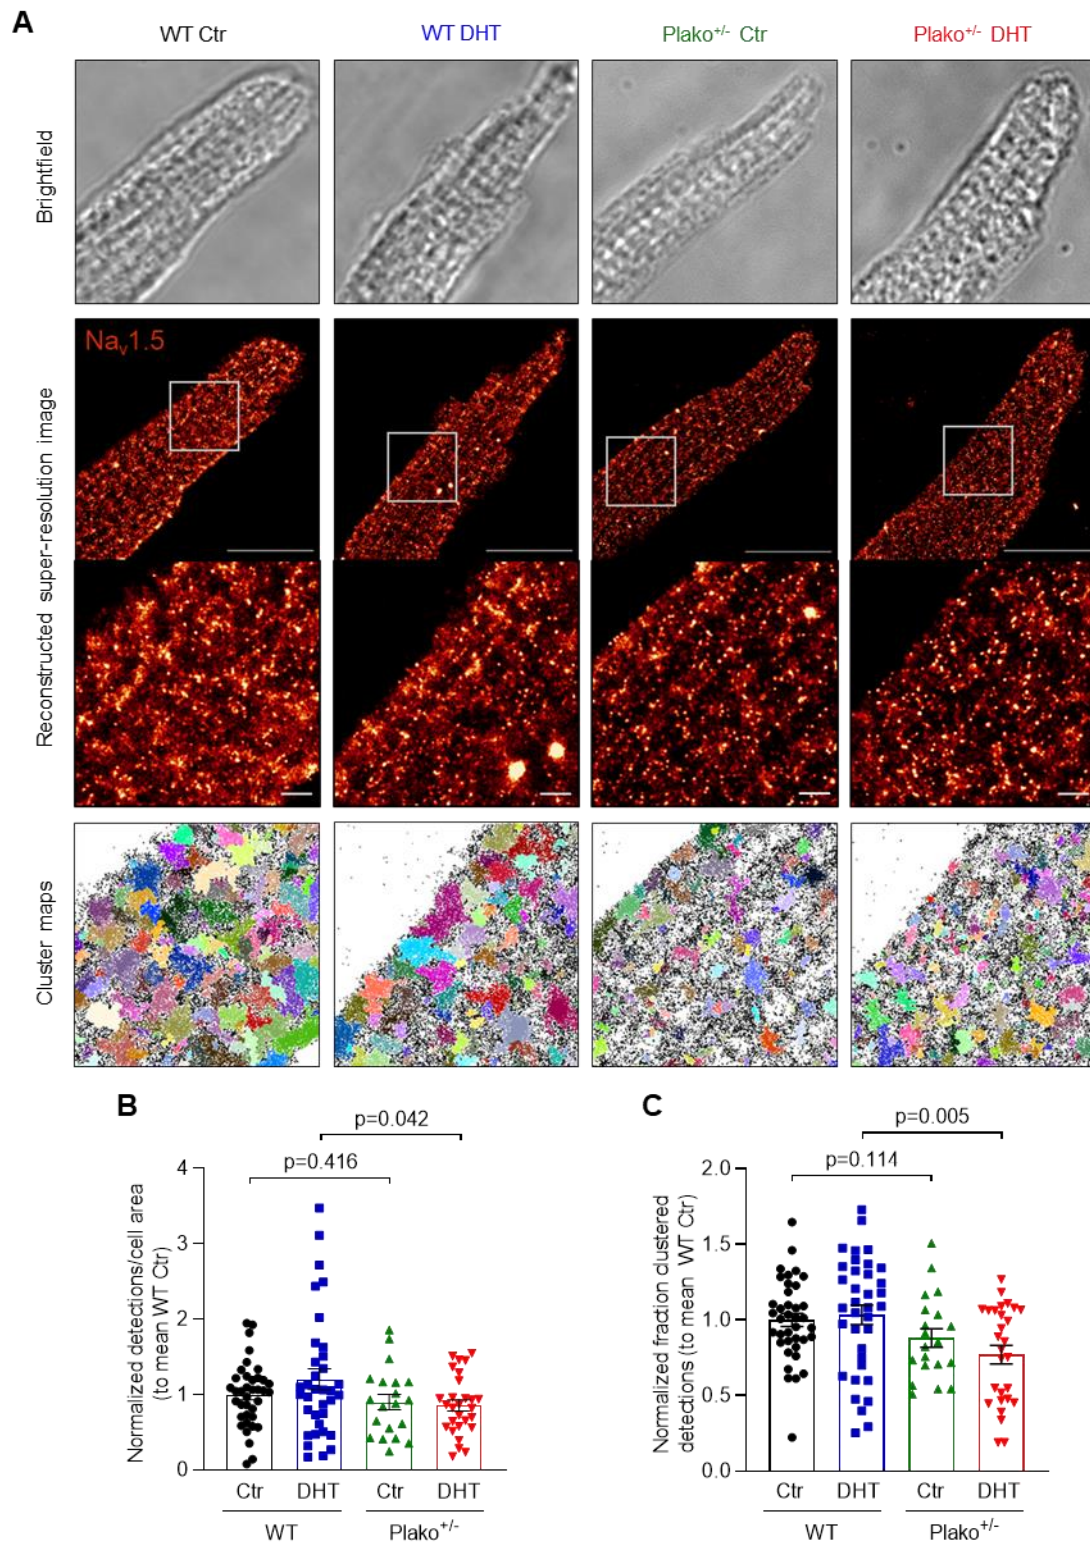 A
WT Ctr
WT DHT
Plako+/- Ctr
Plako+/- DHT
Brightfield
Nav1.5
Reconstructed super-resolution image
Cluster maps
B
p=0.042
p=0.416
Normalized detections/cell area
(to mean WT Ctr)
4
3
2
1
0
Ctr
DHT
Ctr
DHT
WT
Plako+/-
C
p=0.005
p=0.114
Normalized fraction clustered
detections (to mean WT Ctr)
2.0
1.5
1.0
0.5
0.0
Ctr
DHT
Ctr
DHT
WT
Plako+/-